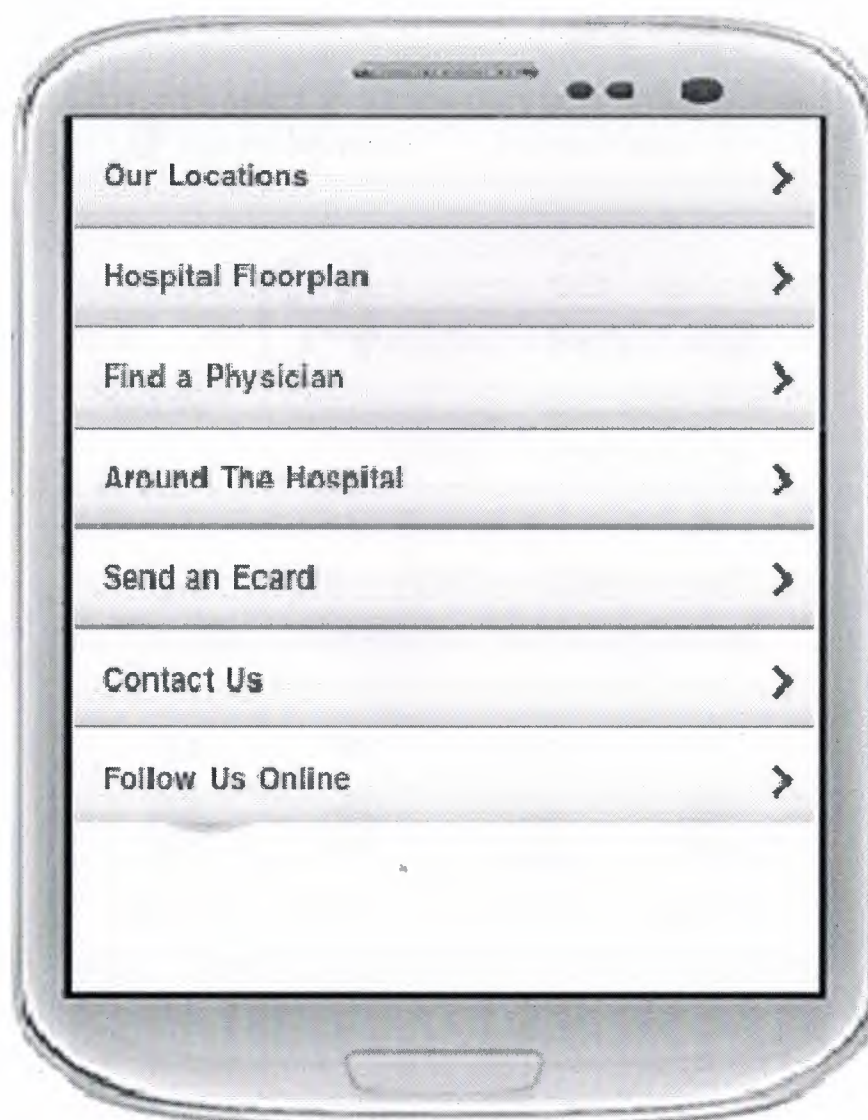 Our Locations
Hospital Floorplan
Find a Physician
Around The Hospital
Send an Ecard
Contact Us
Follow Us Online